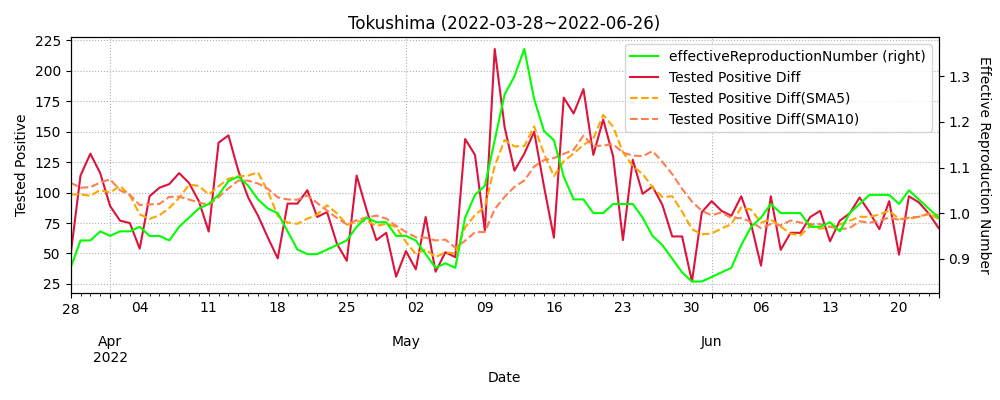 Tokushima (2022-03-28~2022-06-26)
effectiveReproductionNumber (right)
Tested Positive Diff
Tested Positive Diff(SMA5)
Tested Positive Diff(SMA10)
Tested Positive
225
200
175
150
125
100
75
50
25
Effective Reproduction Number
1.3
1.2
1.1
1.0
0.9
28 04 11 18 25 02 09 16 23 30 06 13 20
Apr May Jun
2022
Date